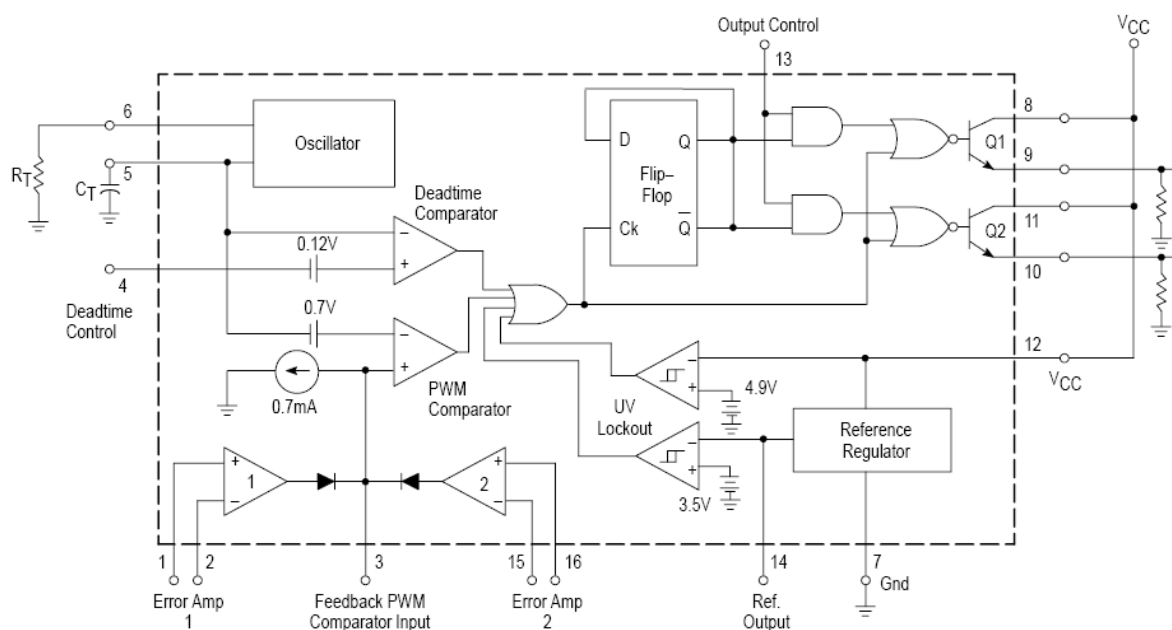 Output Control
VCC
13
6
8
Oscillator
D
Q
Q1
5
9
RT
CT
Flip–
Flop
Deadtime
Comparator
11
0.12V
−
Ck
Q
Q2
+
10
4
Deadtime
Control
0.7V
−
12
+
PWM
Comparator
−
VCC
0.7mA
+
4.9V
UV
Lockout
Reference
Regulator
−
+
1
+
−
2
+
−
3.5V
1
2
3
15
16
14
7
Gnd
Error Amp
1
Feedback PWM
Comparator Input
Error Amp
2
Ref.
Output